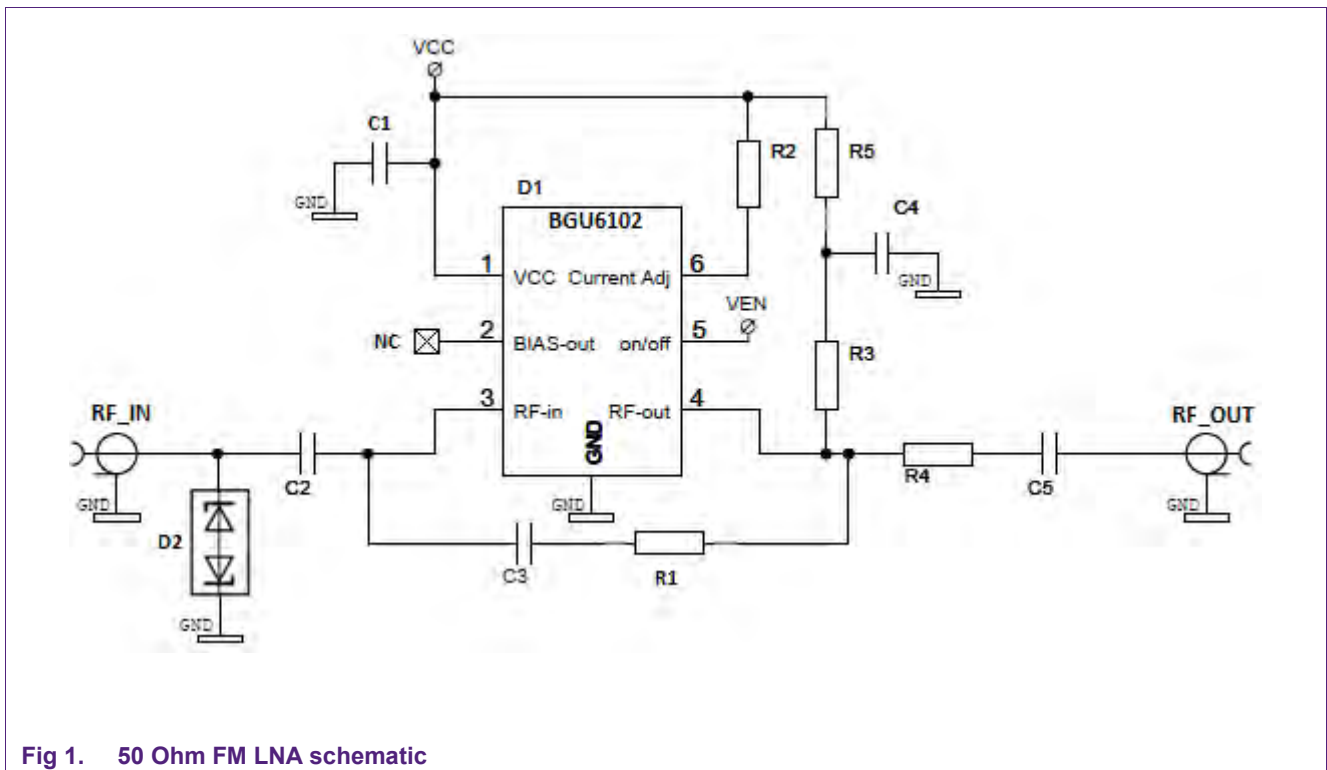 VCC
C1
R2
R5
GND
D1
BGU6102
C4
1
VCC
Current Adj
6
GND
VEN
NC
2
BIAS-out
on/off
5
R3
RF_IN
3
RF-in
RF-out
4
RF_OUT
GND
C2
R4
C5
GND
GND
GND
D2
C3
R1
GND
Fig 1. 50 Ohm FM LNA schematic